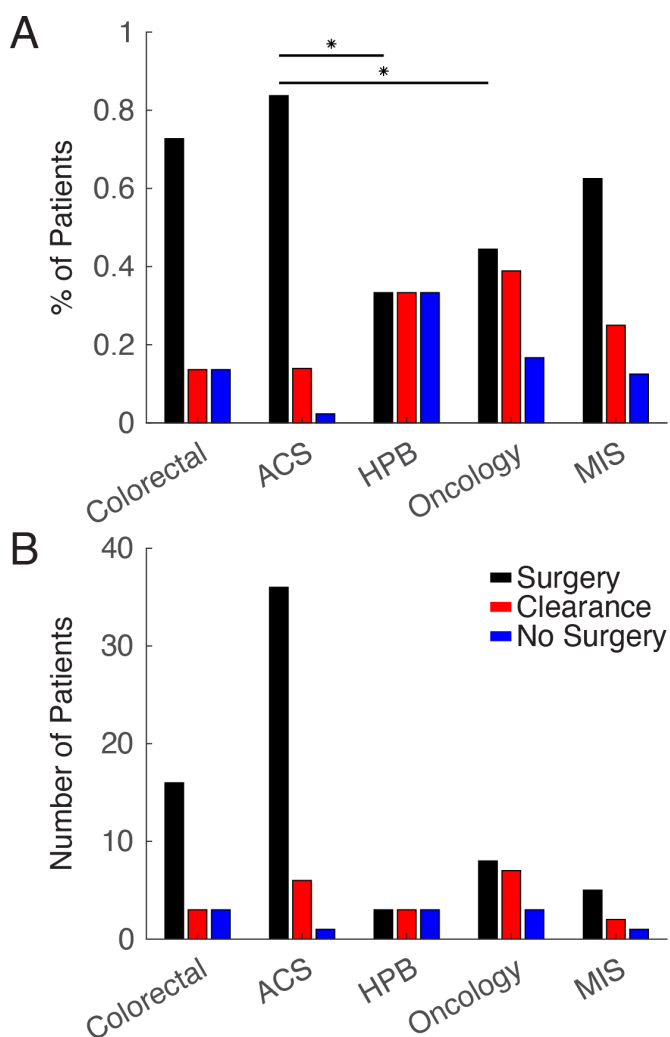 A
1
*
*
0.8
0.6
0.4
0.2
0
% of Patients
Colorectal
ACS
HPB
Oncology
MIS
B
40
30
20
10
0
Number of Patients
Surgery
Clearance
No Surgery
Colorectal
ACS
HPB
Oncology
MIS